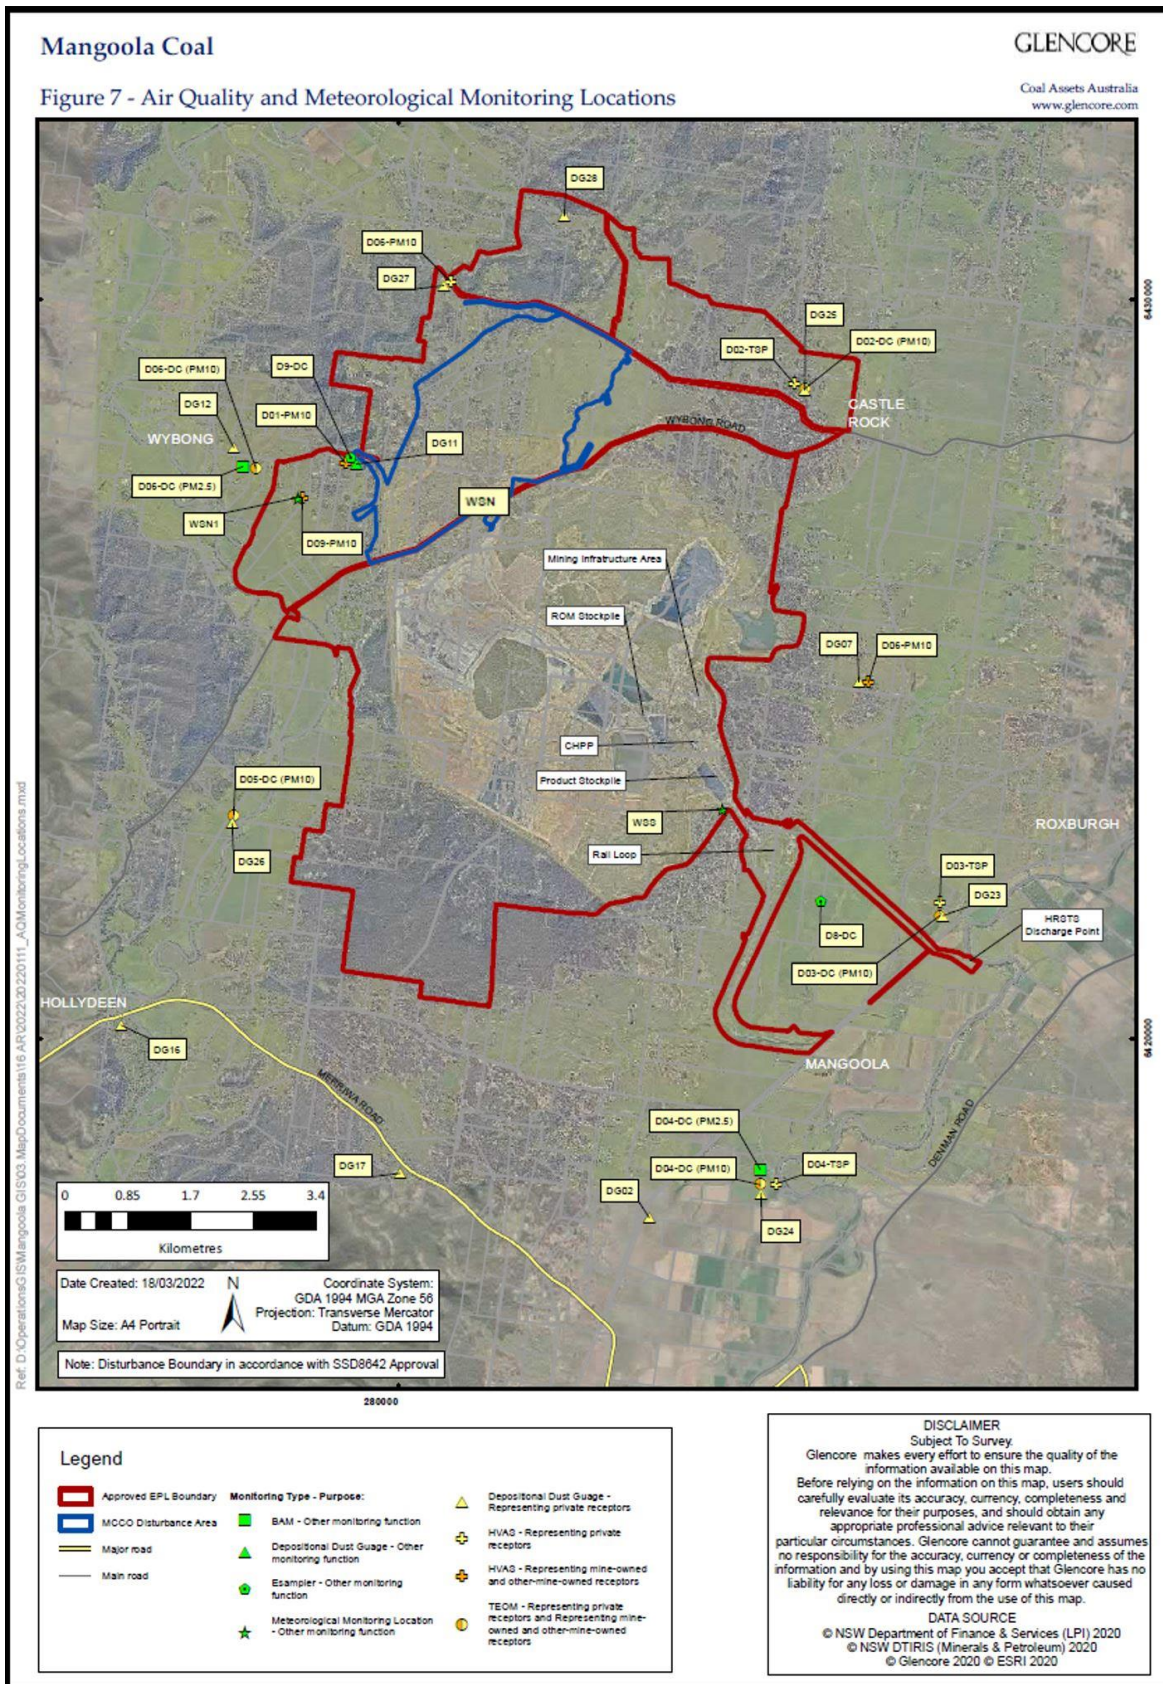 Mangoola Coal
GLENCORE
Figure 7 - Air Quality and Meteorological Monitoring Locations
Coal Assets Australia
www.glencore.com
DG28
D06-PM10
DG27
6430000
DG25
D02-TSP
D02-DC (PM10)
D06-DC (PM10)
D9-DC
DG12
D01-PM10
CASTLE
ROCK
WYBONG ROAD
WYBONG
DG11
D06-DC (PM2.5)
WSN
WSN1
D09-PM10
Mining Infratructure Area
ROM Stockpile
DG07
D06-PM10
CHPP
D05-DC (PM10)
Product Stockpile
WSS
ROXBURGH
Rail Loop
DG26
D03-TSP
DG23
HRSTS
Discharge Point
D8-DC
D03-DC (PM10)
HOLLYDEEN
DG16
6420000
MANGOOLA
MERRIWA ROAD
DENMAN ROAD
D04-DC (PM2.5)
DG17
D04-DC (PM10)
D04-TSP
DG02
DG24
0 0.85 1.7 2.55 3.4
Kilometres
Date Created: 18/03/2022
N
Coordinate System:
GDA 1994 MGA Zone 56
Projection: Transverse Mercator
Datum: GDA 1994
Map Size: A4 Portrait
Note: Disturbance Boundary in accordance with SSD8642 Approval
280000
Ref: D:\OperationsGIS\Mangoola GIS\03.MapDocuments\16 AR\2022\20220111_AQMonitoringLocations.mxd
Legend
Approved EPL Boundary
MCCO Disturbance Area
Major road
Main road
Monitoring Type - Purpose:
BAM - Other monitoring function
Depositional Dust Guage - Other
monitoring function
Esampler - Other monitoring
function
Meteorological Monitoring Location
- Other monitoring function
Depositional Dust Guage -
Representing private receptors
HVAS - Representing private
receptors
HVAS - Representing mine-owned
and other-mine-owned receptors
TEOM - Representing private
receptors and Representing mine-
owned and other-mine-owned
receptors
DISCLAIMER
Subject To Survey.
Glencore makes every effort to ensure the quality of the
information available on this map.
Before relying on the information on this map, users should
carefully evaluate its accuracy, currency, completeness and
relevance for their purposes, and should obtain any
appropriate professional advice relevant to their
particular circumstances. Glencore cannot guarantee and assumes
no responsibility for the accuracy, currency or completeness of the
information and by using this map you accept that Glencore has no
liability for any loss or damage in any form whatsoever caused
directly or indirectly from the use of this map.
DATA SOURCE
© NSW Department of Finance & Services (LPI) 2020
© NSW DTIRIS (Minerals & Petroleum) 2020
© Glencore 2020 © ESRI 2020